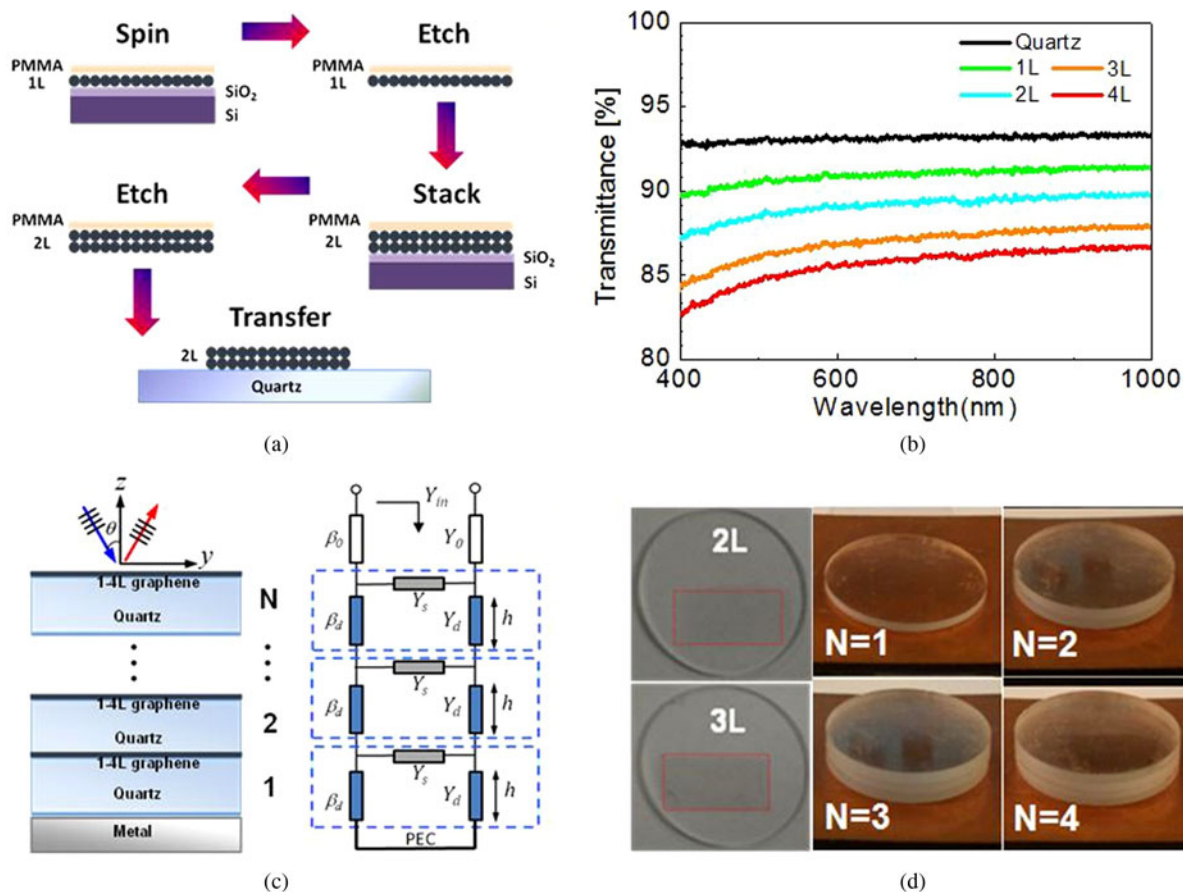 Spin
Etch
PMMA
1L
SiO2
Si
PMMA
1L
Etch
Stack
PMMA
2L
PMMA
2L
SiO2
Si
Transfer
2L
Quartz
(a)
100
95
90
85
80
Transmittance [%]
Quartz
1L 3L
2L 4L
400 600 800 1000
Wavelength(nm)
(b)
z
θ
y
1-4L graphene
Quartz
N
1-4L graphene
Quartz
2
1-4L graphene
Quartz
1
Metal
Yin
β0 Y0
Ys
βd Yd h
Ys
βd Yd h
Ys
βd Yd h
PEC
(c)
2L
N=1
N=2
3L
N=3
N=4
(d)